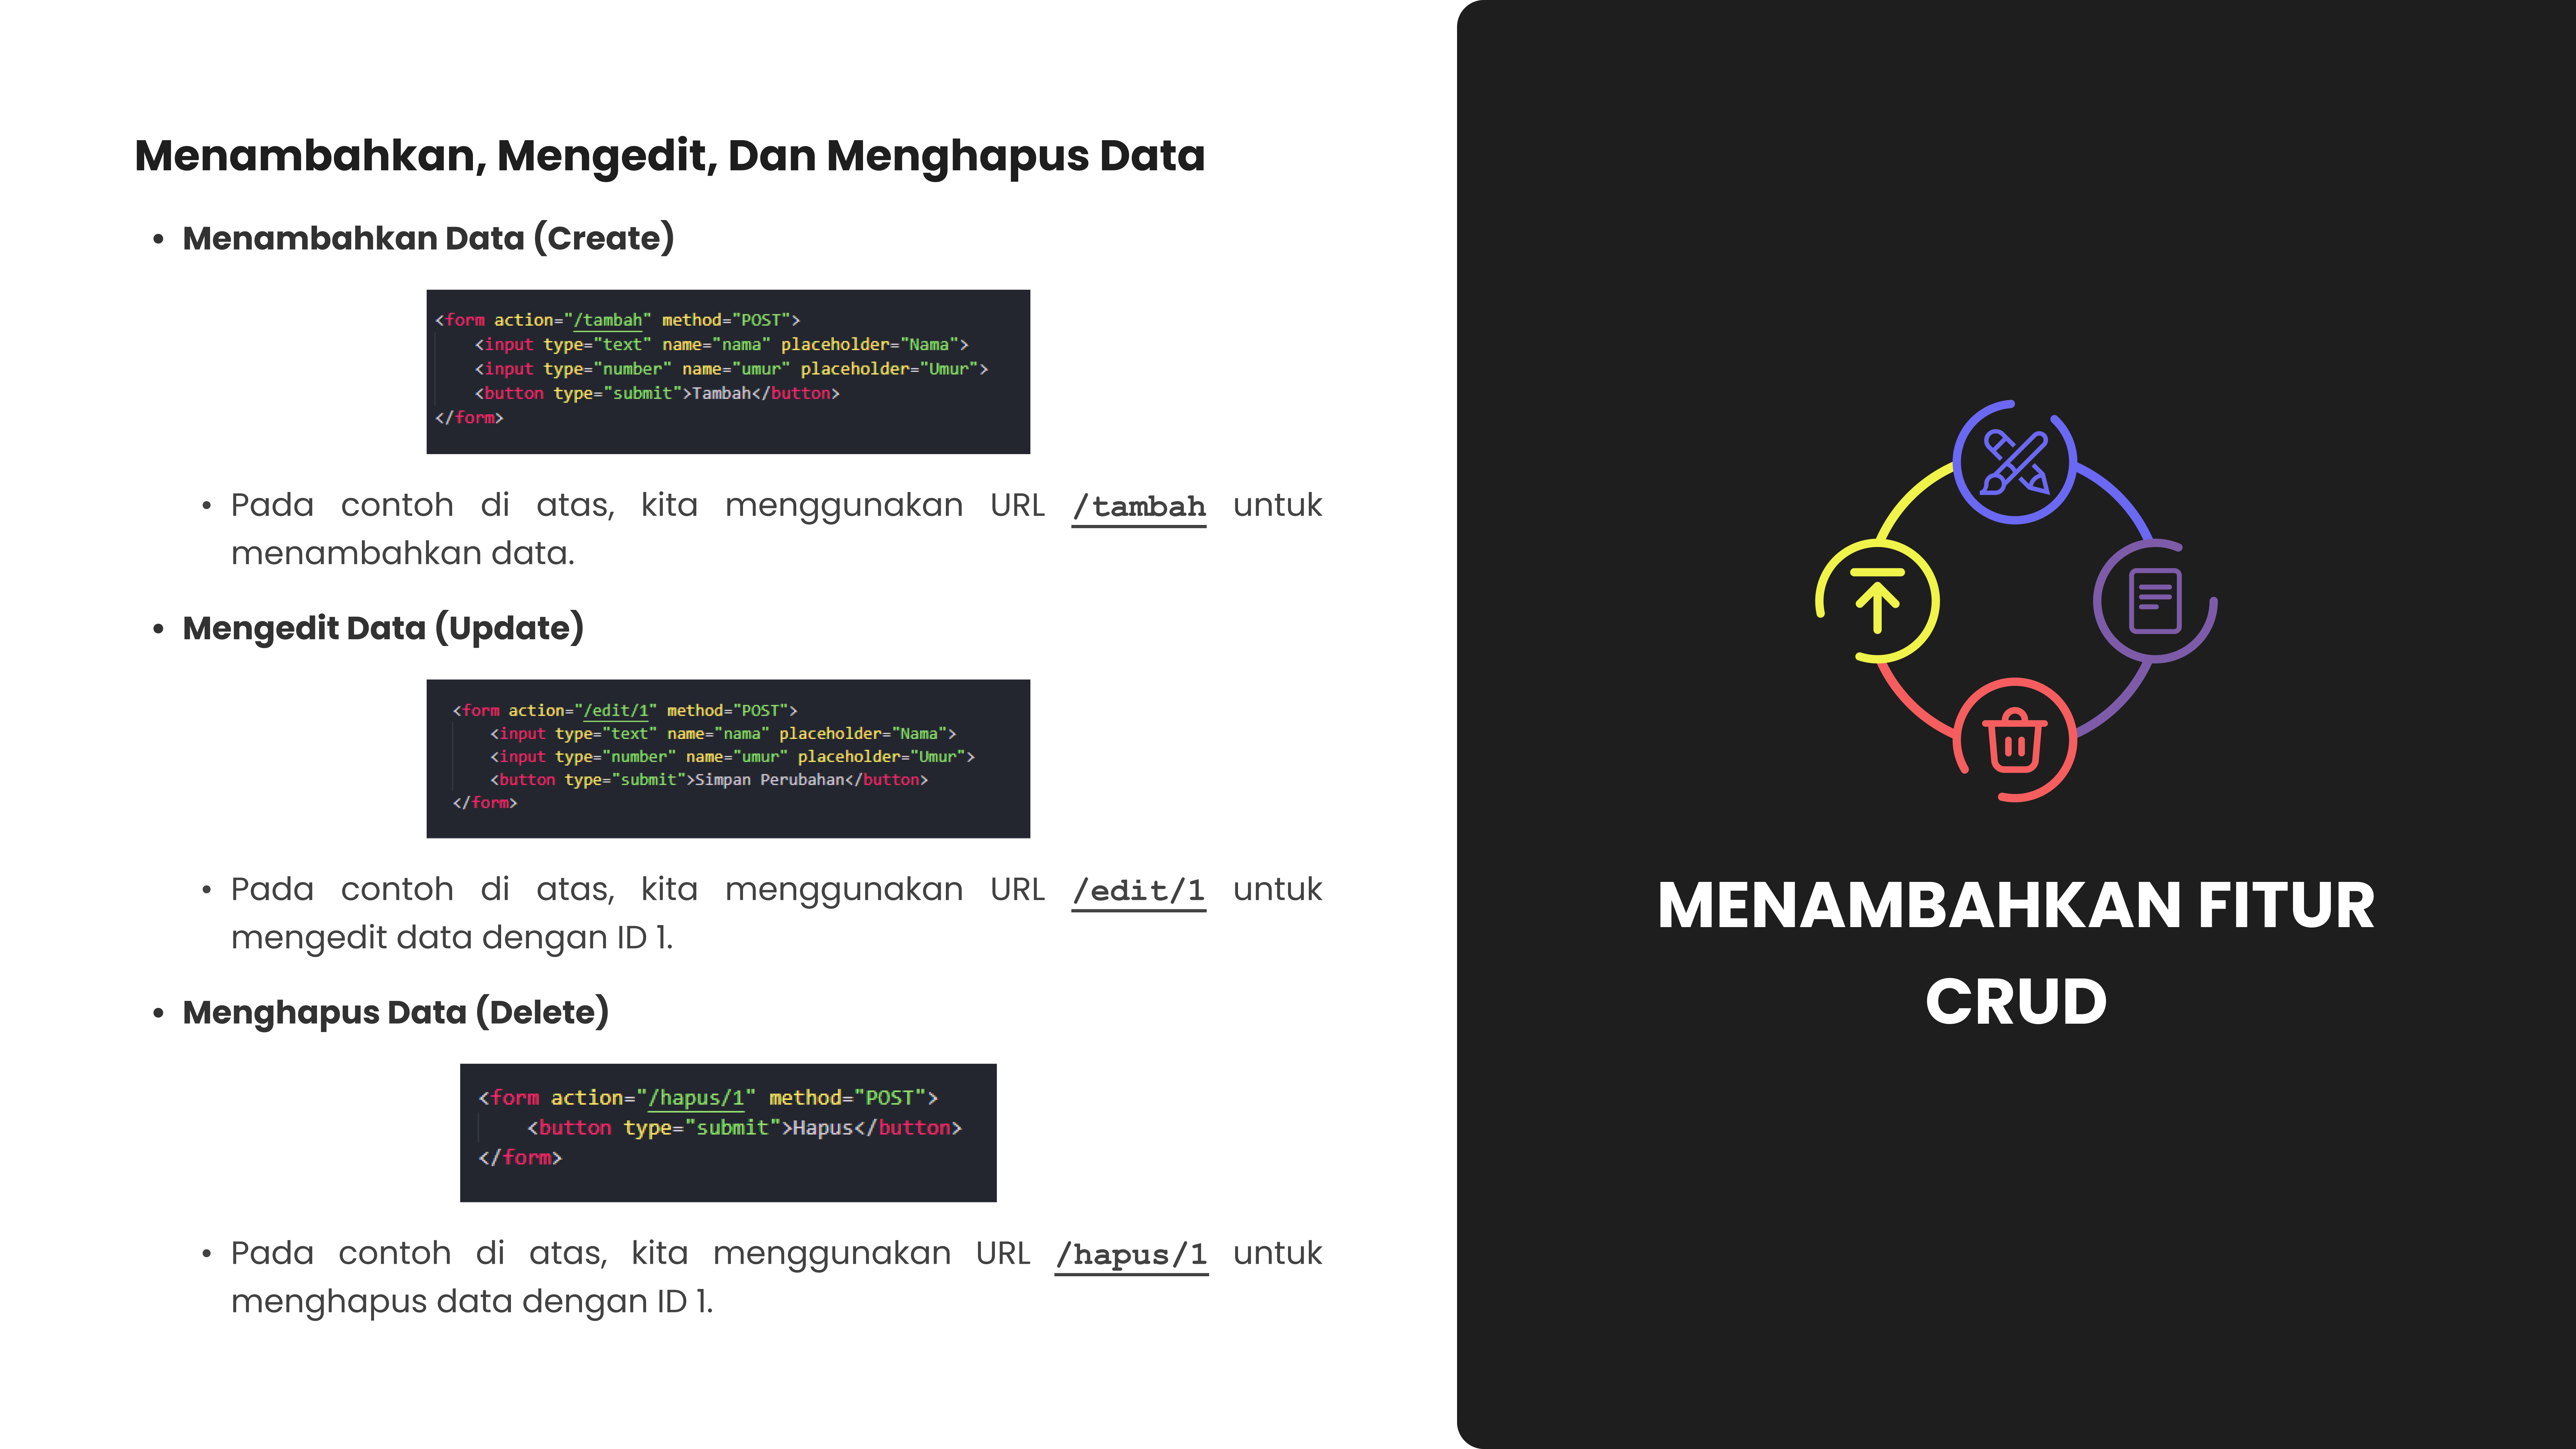 Menambahkan, Mengedit, Dan Menghapus Data
• Menambahkan Data (Create)
<form action="/tambah" method="POST">
    <input type="text" name="nama" placeholder="Nama">
    <input type="number" name="umur" placeholder="Umur">
    <button type="submit">Tambah</button>
</form>
• Pada contoh di atas, kita menggunakan URL /tambah untuk
menambahkan data.
• Mengedit Data (Update)
<form action="/edit/1" method="POST">
    <input type="text" name="nama" placeholder="Nama">
    <input type="number" name="umur" placeholder="Umur">
    <button type="submit">Simpan Perubahan</button>
</form>
• Pada contoh di atas, kita menggunakan URL /edit/1 untuk
mengedit data dengan ID 1.
• Menghapus Data (Delete)
<form action="/hapus/1" method="POST">
    <button type="submit">Hapus</button>
</form>
• Pada contoh di atas, kita menggunakan URL /hapus/1 untuk
menghapus data dengan ID 1.
MENAMBAHKAN FITUR
CRUD